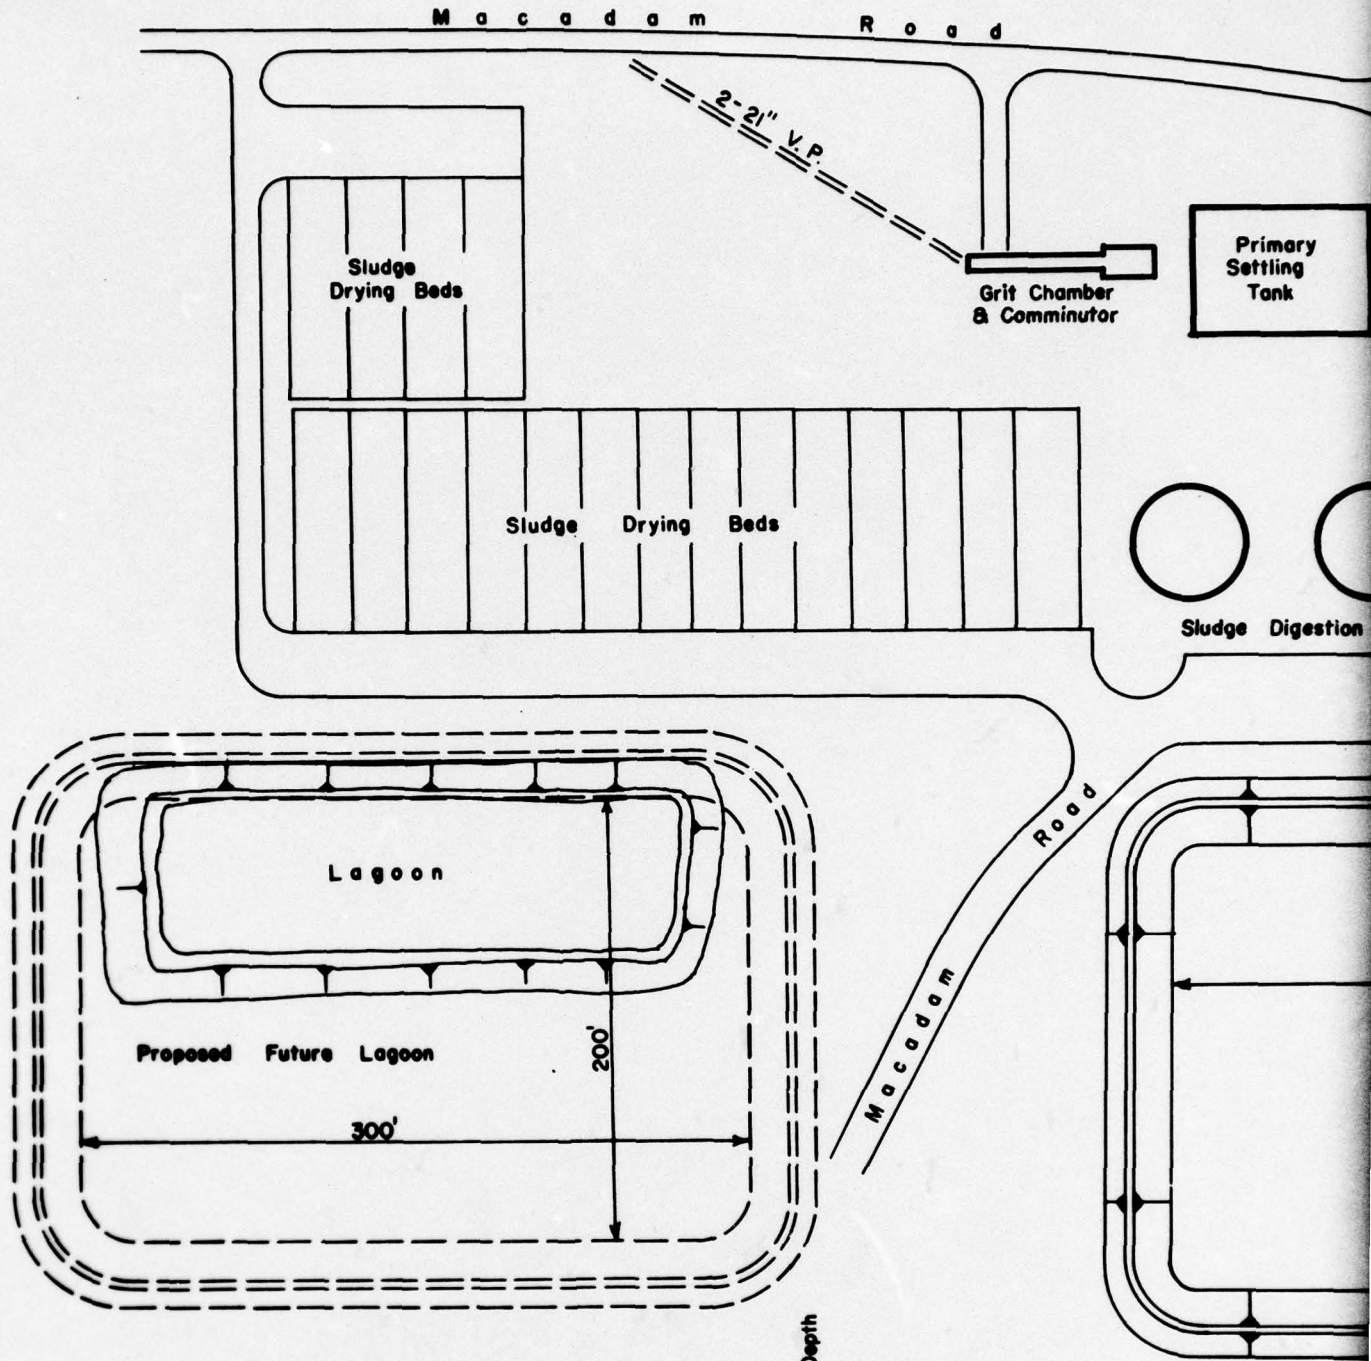 Macadam Road
2-21" V.P.
Sludge
Drying Beds
Primary
Settling
Tank
Grit Chamber
& Comminutor
Sludge Drying Beds
Sludge Digestion
Macadam Road
Lagoon
Proposed Future Lagoon
200'
300'
Depth